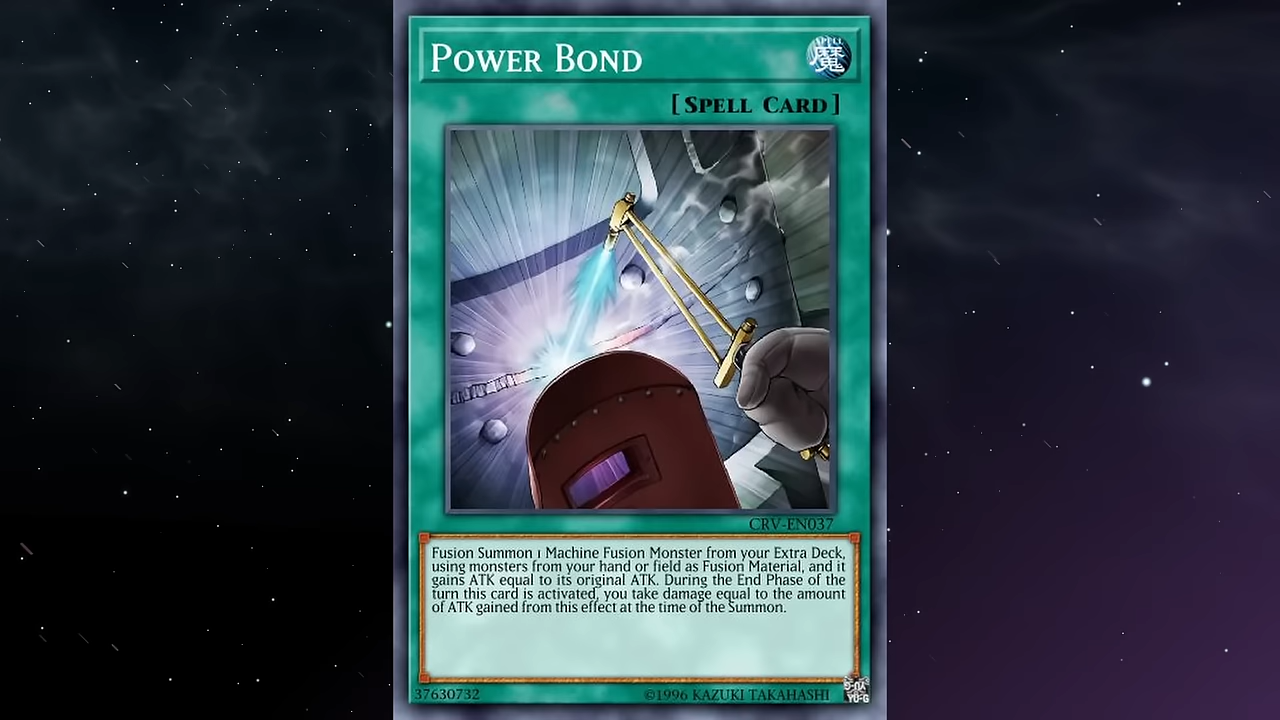 POWER BOND
SPELL
魔
[SPELL CARD]
CRV-EN037
Fusion Summon 1 Machine Fusion Monster from your Extra Deck,
using monsters from your hand or field as Fusion Material, and it
gains ATK equal to its original ATK. During the End Phase of the
turn this card is activated, you take damage equal to the amount
of ATK gained from this effect at the time of the Summon.
37630732
©1996 KAZUKI TAKAHASHI